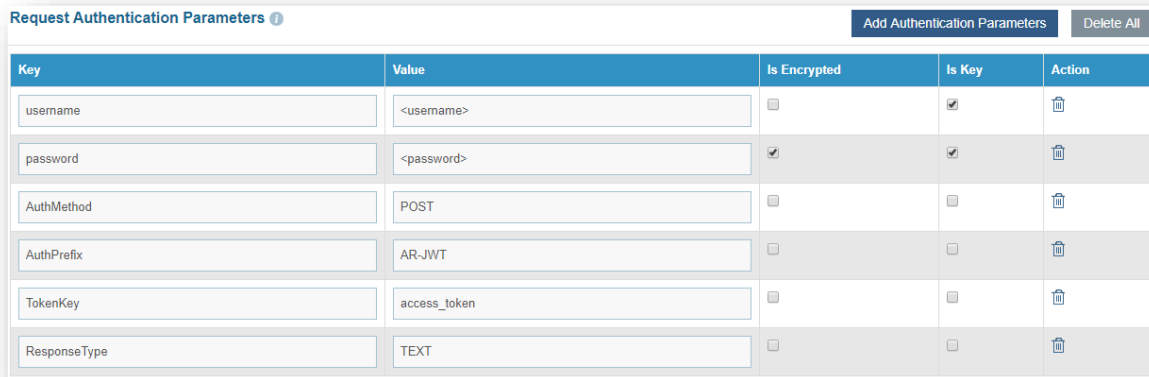 Request Authentication Parameters i
Add Authentication Parameters Delete All
Key Value Is Encrypted Is Key Action
username <username>
password <password>
AuthMethod POST
AuthPrefix AR-JWT
TokenKey access_token
ResponseType TEXT